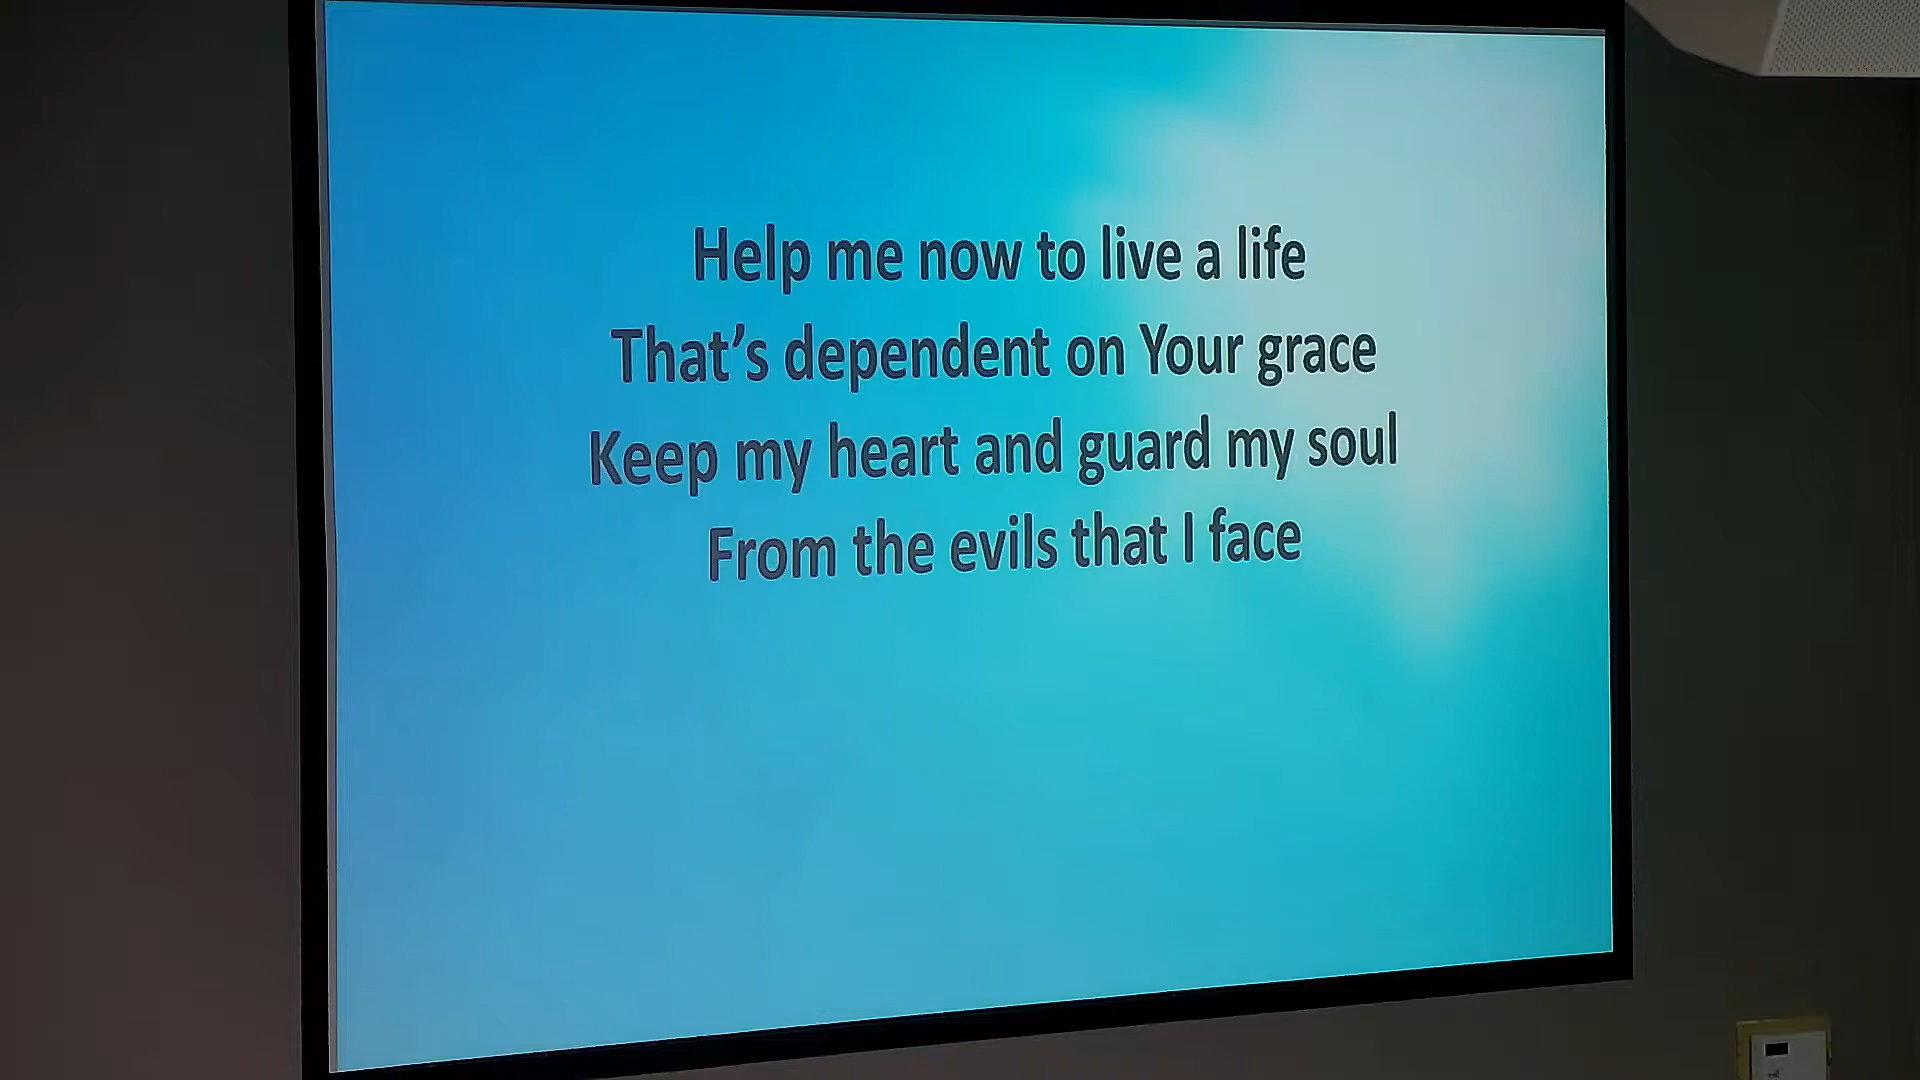 Help me now to live a life
That’s dependent on Your grace
Keep my heart and guard my soul
From the evils that I face